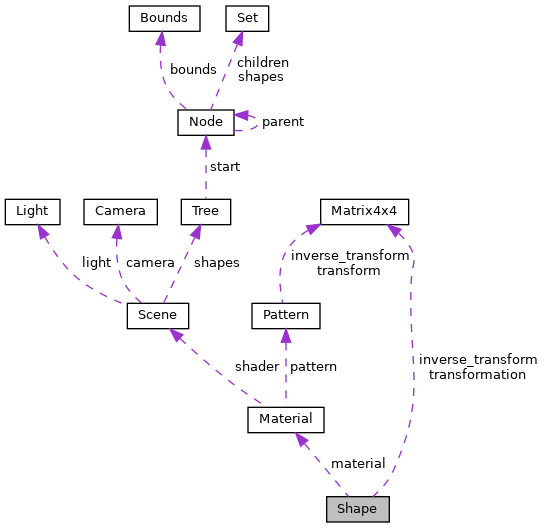 Bounds
Set
bounds
children
shapes
Node
parent
start
Light
Camera
Tree
Matrix4x4
light
camera
shapes
inverse_transform
transform
Scene
Pattern
shader
pattern
inverse_transform
transformation
Material
material
Shape